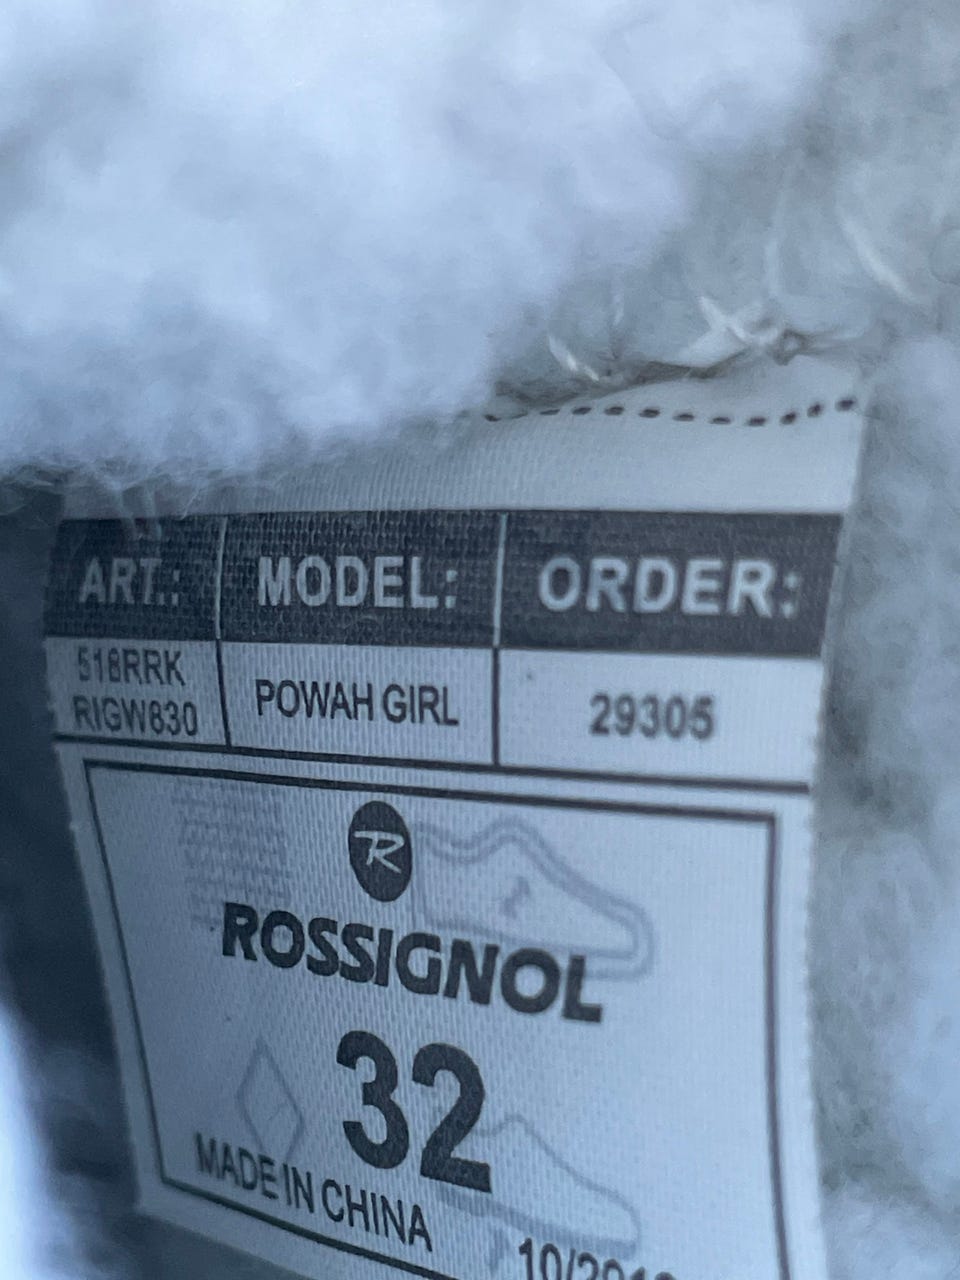 ART.: MODEL: ORDER:
518RRK
RIGW830
POWAH GIRL
29305
R
ROSSIGNOL
32
MADE IN CHINA